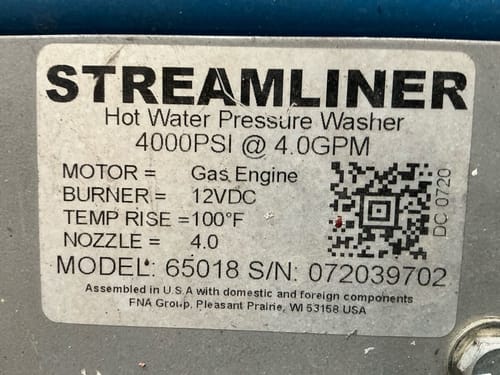 STREAMLINER
Hot Water Pressure Washer
4000PSI @ 4.0GPM
MOTOR = Gas Engine
BURNER = 12VDC
TEMP RISE =100°F
NOZZLE = 4.0
DC 0720
MODEL: 65018 S/N: 072039702
Assembled in U.S.A with domestic and foreign components
FNA Group, Pleasant Prairie, WI 53158 USA